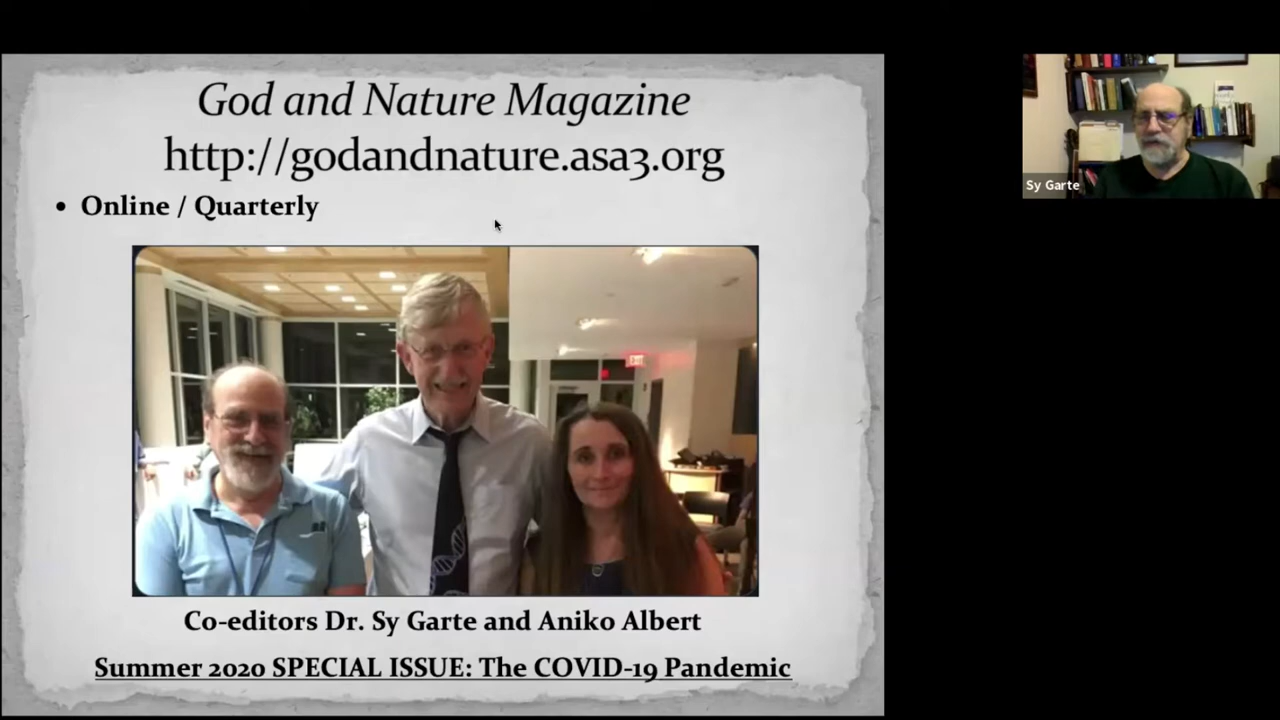 God and Nature Magazine
http://godandnature.asa3.org
• Online / Quarterly
EXIT
Co-editors Dr. Sy Garte and Aniko Albert
Summer 2020 SPECIAL ISSUE: The COVID-19 Pandemic
Sy Garte